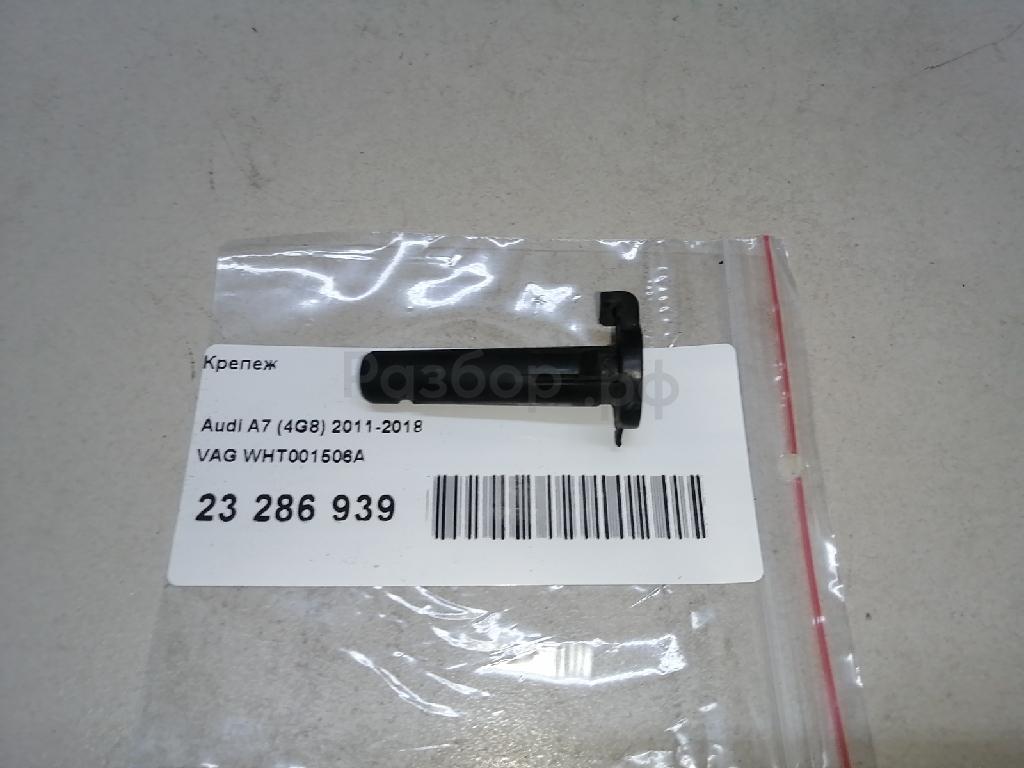 Крепеж
Разбор.рф
Audi A7 (4G8) 2011-2018
VAG WHT001506A
23 286 939